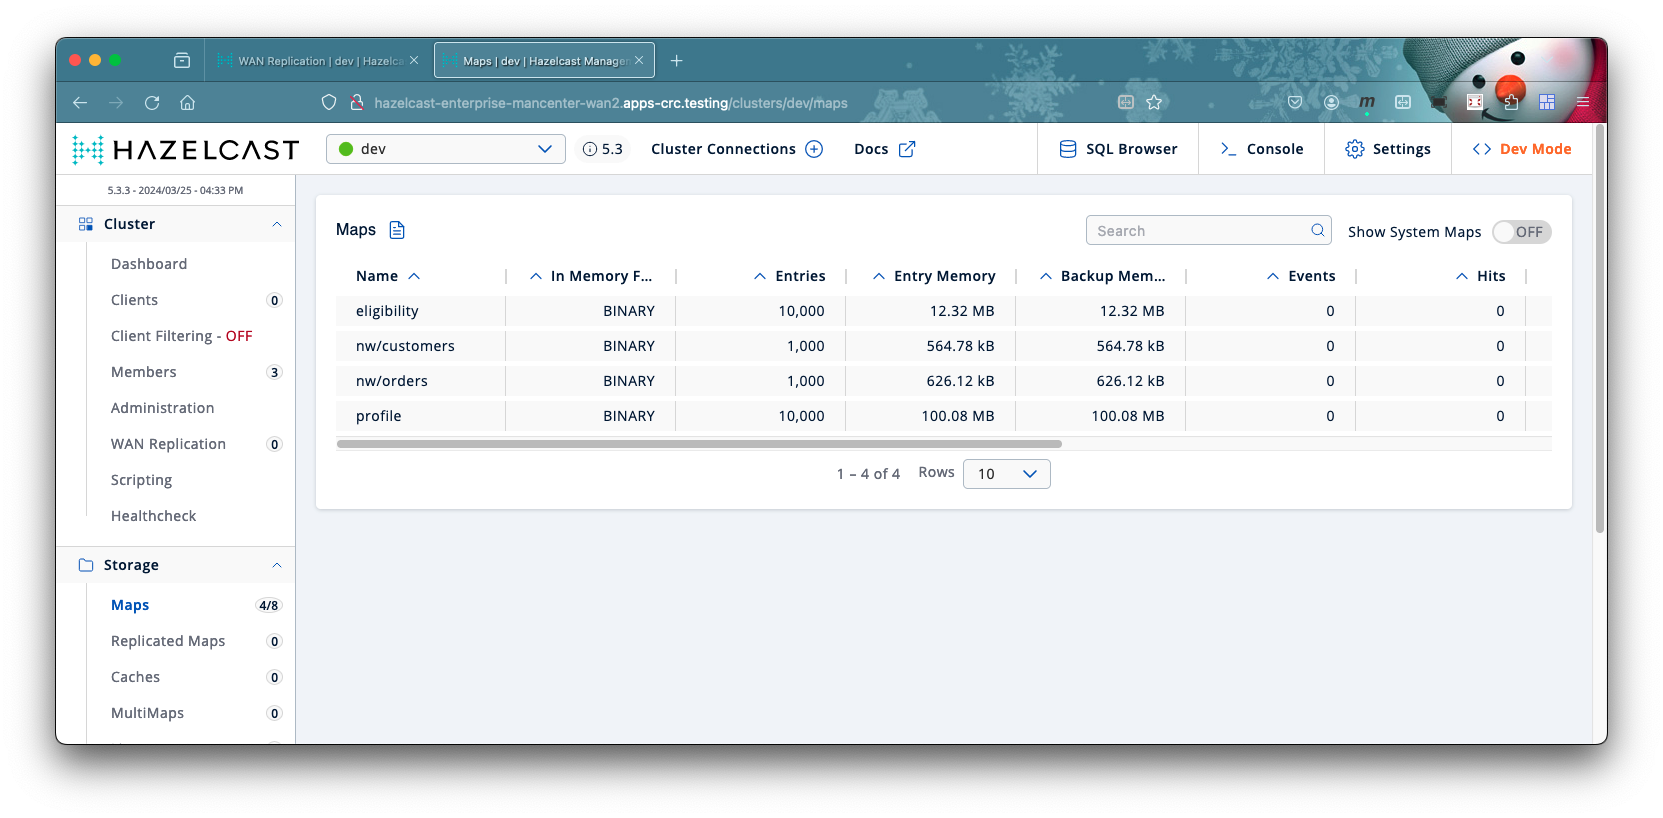 WAN Replication | dev | Hazelca
Maps | dev | Hazelcast Manager
hazelcast-enterprise-mancenter-wan2.apps-crc.testing/clusters/dev/maps
HAZELCAST
dev
5.3
Cluster Connections
Docs
SQL Browser
Console
Settings
Dev Mode
5.3.3 - 2024/03/25 - 04:33 PM
Cluster
Dashboard
Clients 0
Client Filtering - OFF
Members 3
Administration
WAN Replication 0
Scripting
Healthcheck
Storage
Maps 4/8
Replicated Maps 0
Caches 0
MultiMaps 0
Maps
Search
Show System Maps OFF
Name In Memory F... Entries Entry Memory Backup Mem... Events Hits
eligibility BINARY 10,000 12.32 MB 12.32 MB 0 0
nw/customers BINARY 1,000 564.78 kB 564.78 kB 0 0
nw/orders BINARY 1,000 626.12 kB 626.12 kB 0 0
profile BINARY 10,000 100.08 MB 100.08 MB 0 0
1 – 4 of 4 Rows 10